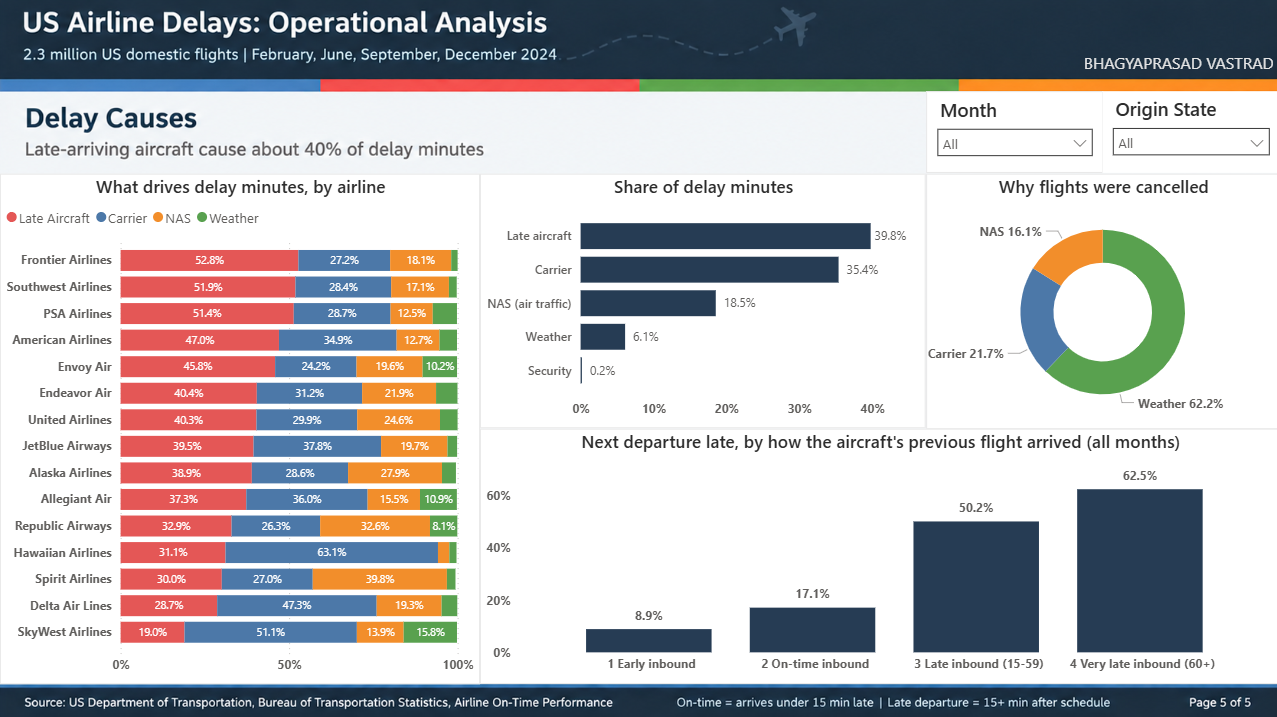 US Airline Delays: Operational Analysis
2.3 million US domestic flights | February, June, September, December 2024
BHAGYAPRASAD VASTRAD
Delay Causes
Late-arriving aircraft cause about 40% of delay minutes
Month
All
Origin State
All
What drives delay minutes, by airline
Late Aircraft Carrier NAS Weather
Frontier Airlines 52.8% 27.2% 18.1%
Southwest Airlines 51.9% 28.4% 17.1%
PSA Airlines 51.4% 28.7% 12.5%
American Airlines 47.0% 34.9% 12.7%
Envoy Air 45.8% 24.2% 19.6% 10.2%
Endeavor Air 40.4% 31.2% 21.9%
United Airlines 40.3% 29.9% 24.6%
JetBlue Airways 39.5% 37.8% 19.7%
Alaska Airlines 38.9% 28.6% 27.9%
Allegiant Air 37.3% 36.0% 15.5% 10.9%
Republic Airways 32.9% 26.3% 32.6% 8.1%
Hawaiian Airlines 31.1% 63.1%
Spirit Airlines 30.0% 27.0% 39.8%
Delta Air Lines 28.7% 47.3% 19.3%
SkyWest Airlines 19.0% 51.1% 13.9% 15.8%
0% 50% 100%
Share of delay minutes
Late aircraft 39.8%
Carrier 35.4%
NAS (air traffic) 18.5%
Weather 6.1%
Security 0.2%
0% 10% 20% 30% 40%
Why flights were cancelled
NAS 16.1%
Carrier 21.7%
Weather 62.2%
Next departure late, by how the aircraft's previous flight arrived (all months)
60%
40%
20%
0%
8.9%
17.1%
50.2%
62.5%
1 Early inbound 2 On-time inbound 3 Late inbound (15-59) 4 Very late inbound (60+)
Source: US Department of Transportation, Bureau of Transportation Statistics, Airline On-Time Performance
On-time = arrives under 15 min late | Late departure = 15+ min after schedule
Page 5 of 5